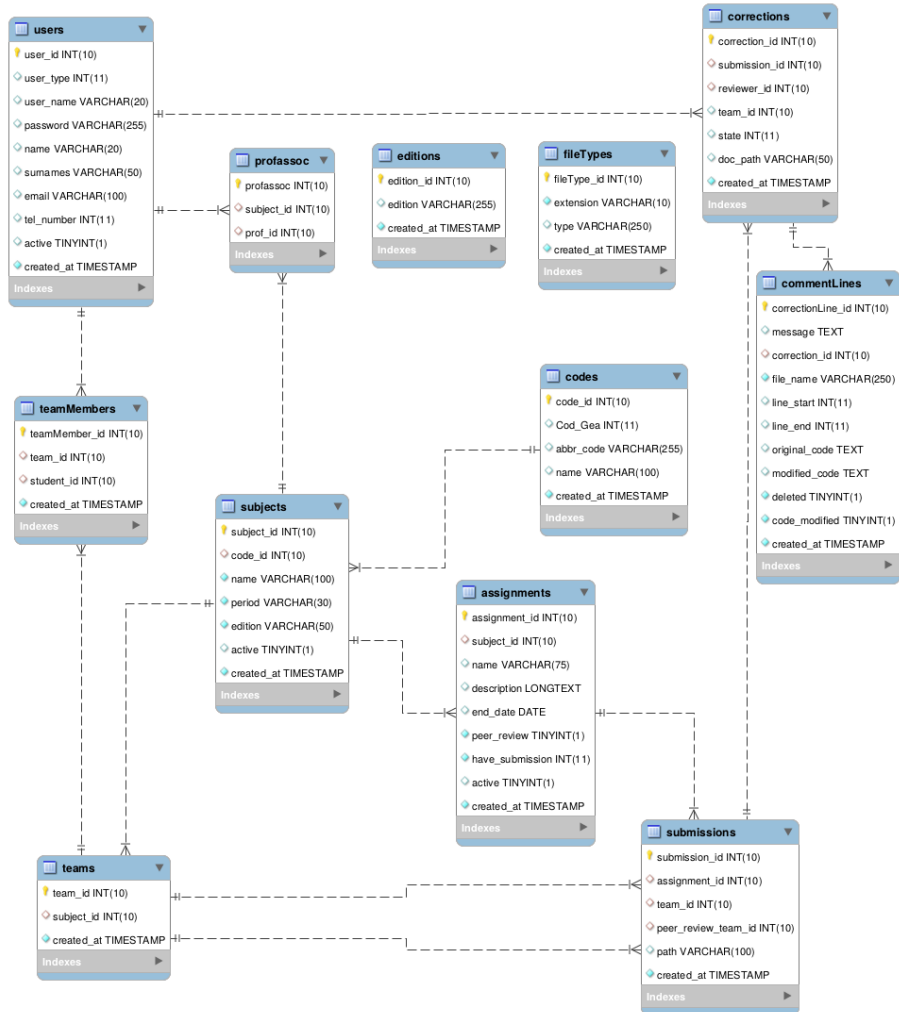 users
user_id INT(10)
user_type INT(11)
user_name VARCHAR(20)
password VARCHAR(255)
name VARCHAR(20)
surnames VARCHAR(50)
email VARCHAR(100)
tel_number INT(11)
active TINYINT(1)
created_at TIMESTAMP
Indexes
profassoc
profassoc INT(10)
subject_id INT(10)
prof_id INT(10)
Indexes
editions
edition_id INT(10)
edition VARCHAR(255)
created_at TIMESTAMP
Indexes
fileTypes
fileType_id INT(10)
extension VARCHAR(10)
type VARCHAR(250)
created_at TIMESTAMP
Indexes
corrections
correction_id INT(10)
submission_id INT(10)
reviewer_id INT(10)
team_id INT(10)
state INT(11)
doc_path VARCHAR(50)
created_at TIMESTAMP
Indexes
commentLines
correctionLine_id INT(10)
message TEXT
correction_id INT(10)
file_name VARCHAR(250)
line_start INT(11)
line_end INT(11)
original_code TEXT
modified_code TEXT
deleted TINYINT(1)
code_modified TINYINT(1)
created_at TIMESTAMP
Indexes
teamMembers
teamMember_id INT(10)
team_id INT(10)
student_id INT(10)
created_at TIMESTAMP
Indexes
codes
code_id INT(10)
Cod_Gea INT(11)
abbr_code VARCHAR(255)
name VARCHAR(100)
created_at TIMESTAMP
Indexes
subjects
subject_id INT(10)
code_id INT(10)
name VARCHAR(100)
period VARCHAR(30)
edition VARCHAR(50)
active TINYINT(1)
created_at TIMESTAMP
Indexes
assignments
assignment_id INT(10)
subject_id INT(10)
name VARCHAR(75)
description LONGTEXT
end_date DATE
peer_review TINYINT(1)
have_submission INT(11)
active TINYINT(1)
created_at TIMESTAMP
Indexes
teams
team_id INT(10)
subject_id INT(10)
created_at TIMESTAMP
Indexes
submissions
submission_id INT(10)
assignment_id INT(10)
team_id INT(10)
peer_review_team_id INT(10)
path VARCHAR(100)
created_at TIMESTAMP
Indexes